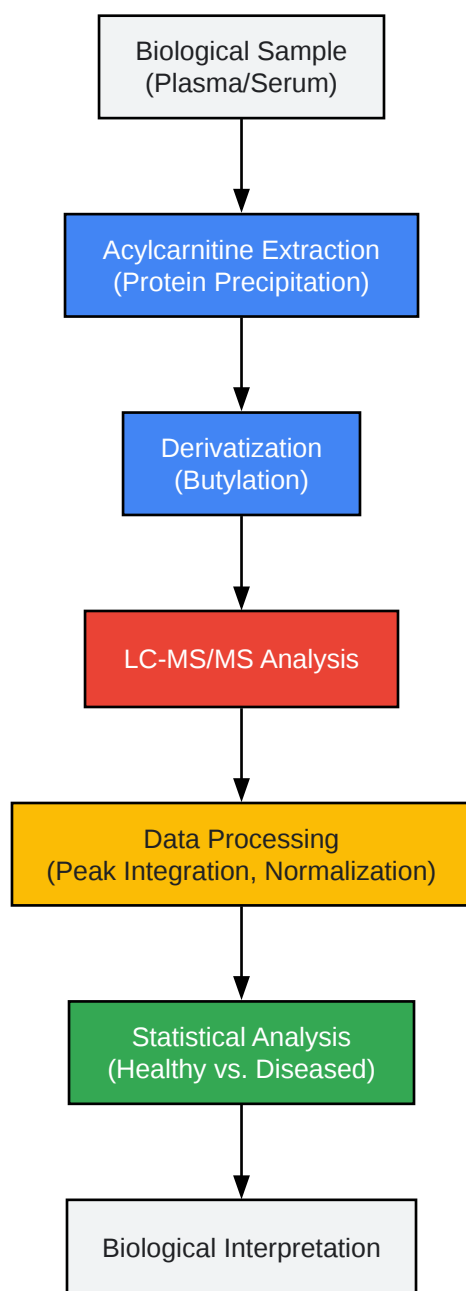 Biological Sample
(Plasma/Serum)
Acylcarnitine Extraction
(Protein Precipitation)
Derivatization
(Butylation)
LC-MS/MS Analysis
Data Processing
(Peak Integration, Normalization)
Statistical Analysis
(Healthy vs. Diseased)
Biological Interpretation